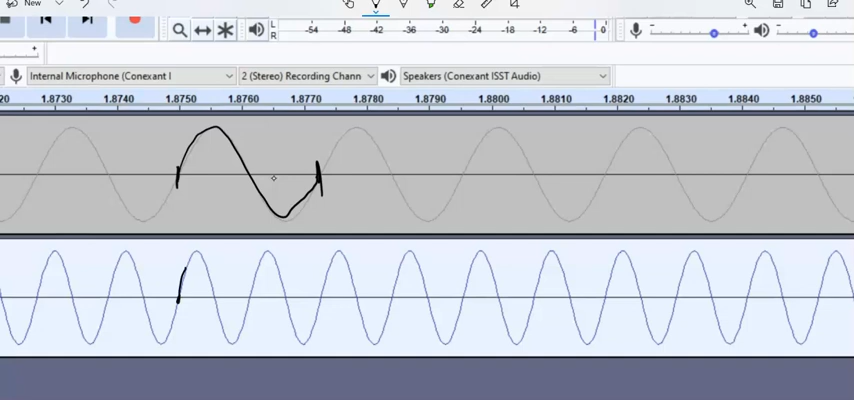 New
L -54 -48 -42 -36 -30 -24 -18 -12 -6 0
R
Internal Microphone (Conexant I 2 (Stereo) Recording Chann Speakers (Conexant ISST Audio)
20 1.8730 1.8740 1.8750 1.8760 1.8770 1.8780 1.8790 1.8800 1.8810 1.8820 1.8830 1.8840 1.8850